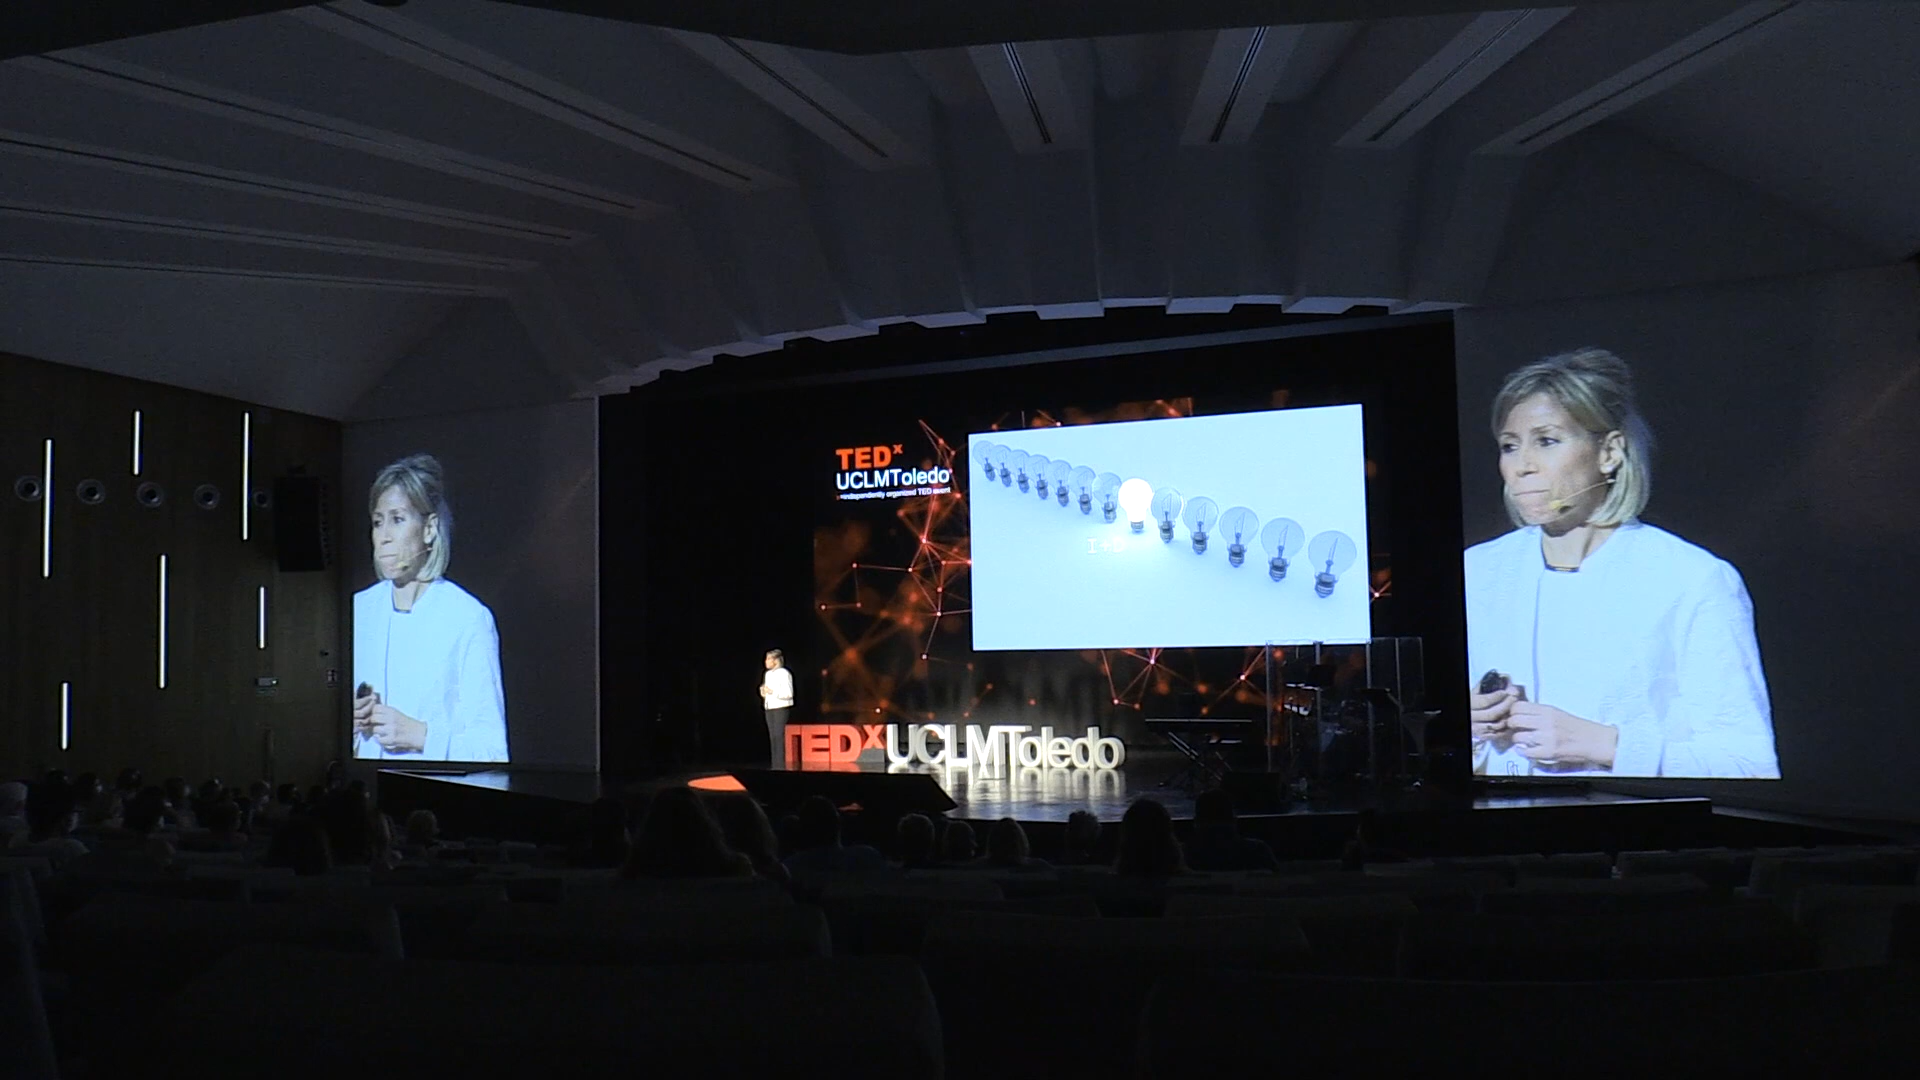 TEDx
UCLMToledo
x=independently organized TED event
I+D
TEDxUCLMToledo